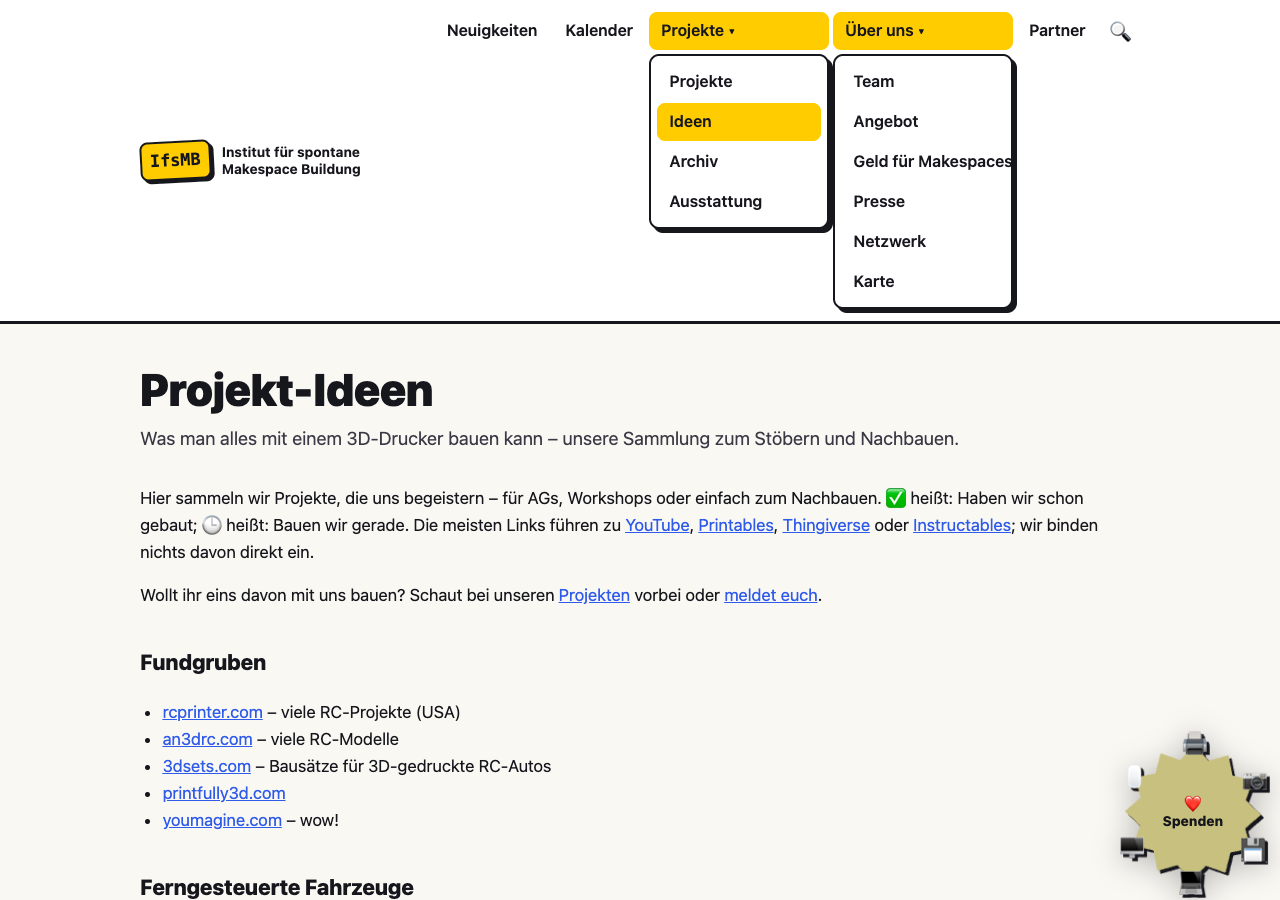 Neuigkeiten Kalender Projekte ▾ Über uns ▾ Partner
Projekte
Ideen
Archiv
Ausstattung
Team
Angebot
Geld für Makespaces
Presse
Netzwerk
Karte
IfsMB
Institut für spontane
Makespace Buildung
Projekt-Ideen
Was man alles mit einem 3D-Drucker bauen kann – unsere Sammlung zum Stöbern und Nachbauen.
Hier sammeln wir Projekte, die uns begeistern – für AGs, Workshops oder einfach zum Nachbauen. ✅ heißt: Haben wir schon
gebaut; 🕒 heißt: Bauen wir gerade. Die meisten Links führen zu YouTube, Printables, Thingiverse oder Instructables; wir binden
nichts davon direkt ein.
Wollt ihr eins davon mit uns bauen? Schaut bei unseren Projekten vorbei oder meldet euch.
Fundgruben
• rcprinter.com – viele RC-Projekte (USA)
• an3drc.com – viele RC-Modelle
• 3dsets.com – Bausätze für 3D-gedruckte RC-Autos
• printfully3d.com
• youmagine.com – wow!
❤️
Spenden
Ferngesteuerte Fahrzeuge